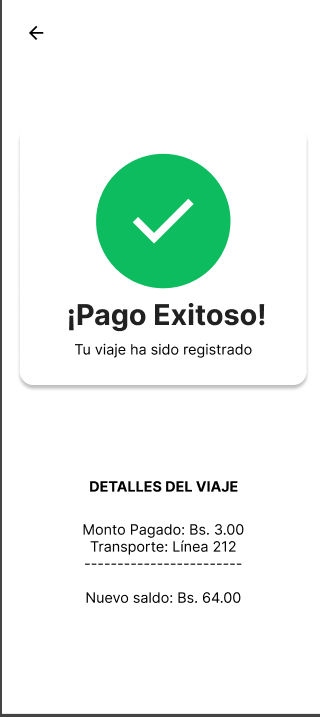 ¡Pago Exitoso!
Tu viaje ha sido registrado
DETALLES DEL VIAJE
Monto Pagado: Bs. 3.00
Transporte: Línea 212
------------------------
Nuevo saldo: Bs. 64.00